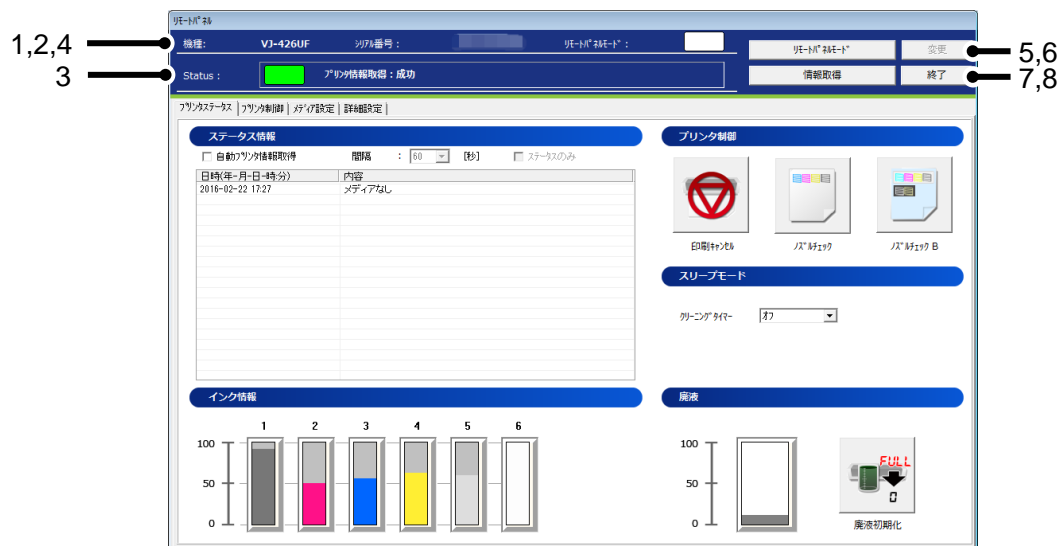 リモートパネル
1,2,4
機種: VJ-426UF シリアル番号: リモートパネルモード:
リモートパネルモード 変更
5,6
3
Status : プリンタ情報取得:成功
情報取得 終了
7,8
プリンタステータス プリンタ制御 メディア設定 詳細設定
ステータス情報
自動プリンタ情報取得 間隔 : 60 [秒] ステータスのみ
日時(年-月-日-時:分) 内容
2016-02-22 17:27 メディアなし
プリンタ制御
印刷キャンセル ノズルチェック ノズルチェック B
スリープモード
クリーニングタイマー オフ
インク情報
1 2 3 4 5 6
100
50
0
廃液
100
50
0
FULL
0
廃液初期化